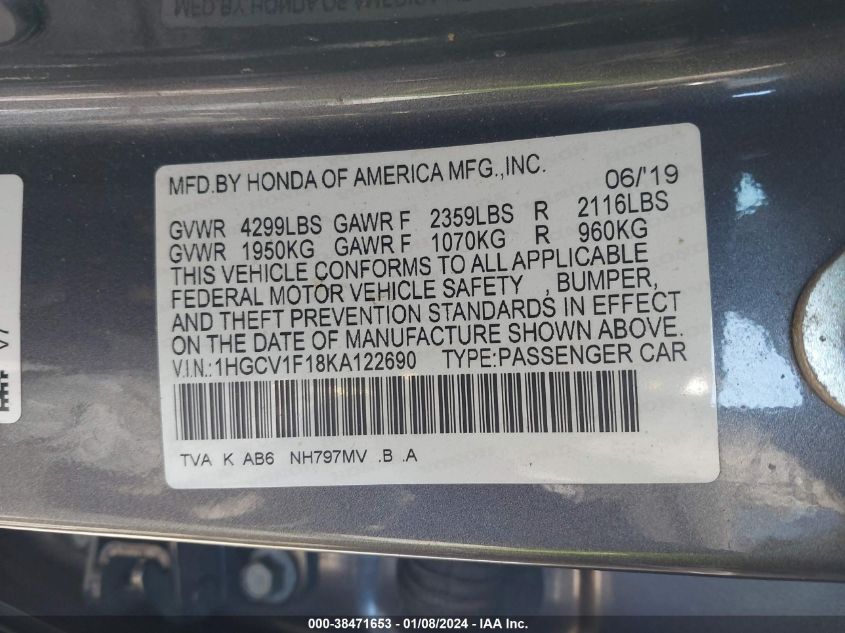 MFD.BY HONDA OF AMERICA MFG.,INC. 06/'19
GVWR 4299LBS GAWR F 2359LBS R 2116LBS
GVWR 1950KG GAWR F 1070KG R 960KG
THIS VEHICLE CONFORMS TO ALL APPLICABLE
FEDERAL MOTOR VEHICLE SAFETY , BUMPER,
AND THEFT PREVENTION STANDARDS IN EFFECT
ON THE DATE OF MANUFACTURE SHOWN ABOVE.
V.I.N.:1HGCV1F18KA122690 TYPE:PASSENGER CAR
TVA K AB6 NH797MV .B .A
000-38471653 — 01/08/2024 — IAA Inc.